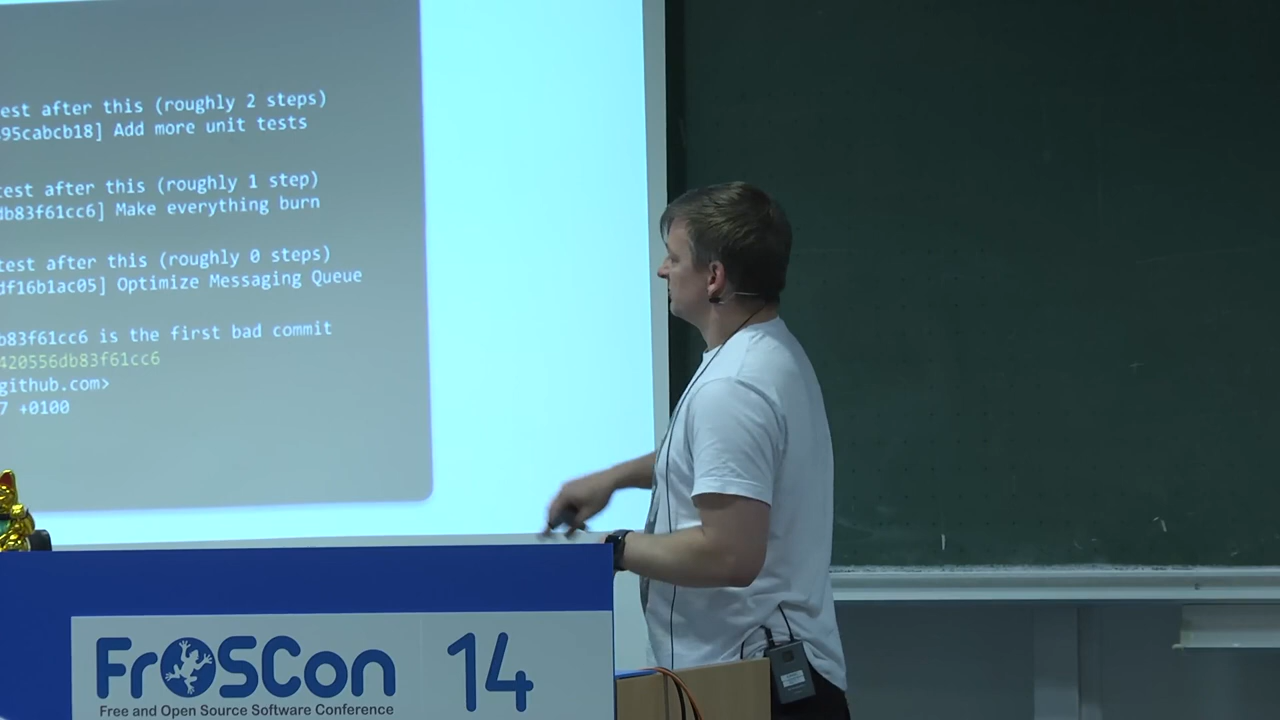 est after this (roughly 2 steps)
95cabcb18] Add more unit tests
test after this (roughly 1 step)
db83f61cc6] Make everything burn
test after this (roughly 0 steps)
df16b1ac05] Optimize Messaging Queue
b83f61cc6 is the first bad commit
420556db83f61cc6
github.com>
7 +0100
FrOSCon 14
Free and Open Source Software Conference